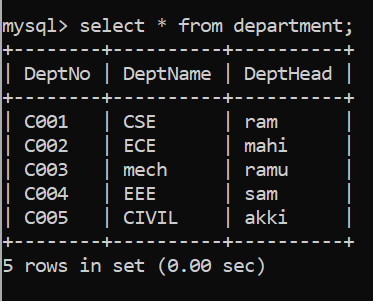 mysql> select * from department;
+--------+----------+----------+
| DeptNo | DeptName | DeptHead |
+--------+----------+----------+
| C001   | CSE      | ram      |
| C002   | ECE      | mahi     |
| C003   | mech     | ramu     |
| C004   | EEE      | sam      |
| C005   | CIVIL    | akki     |
+--------+----------+----------+
5 rows in set (0.00 sec)